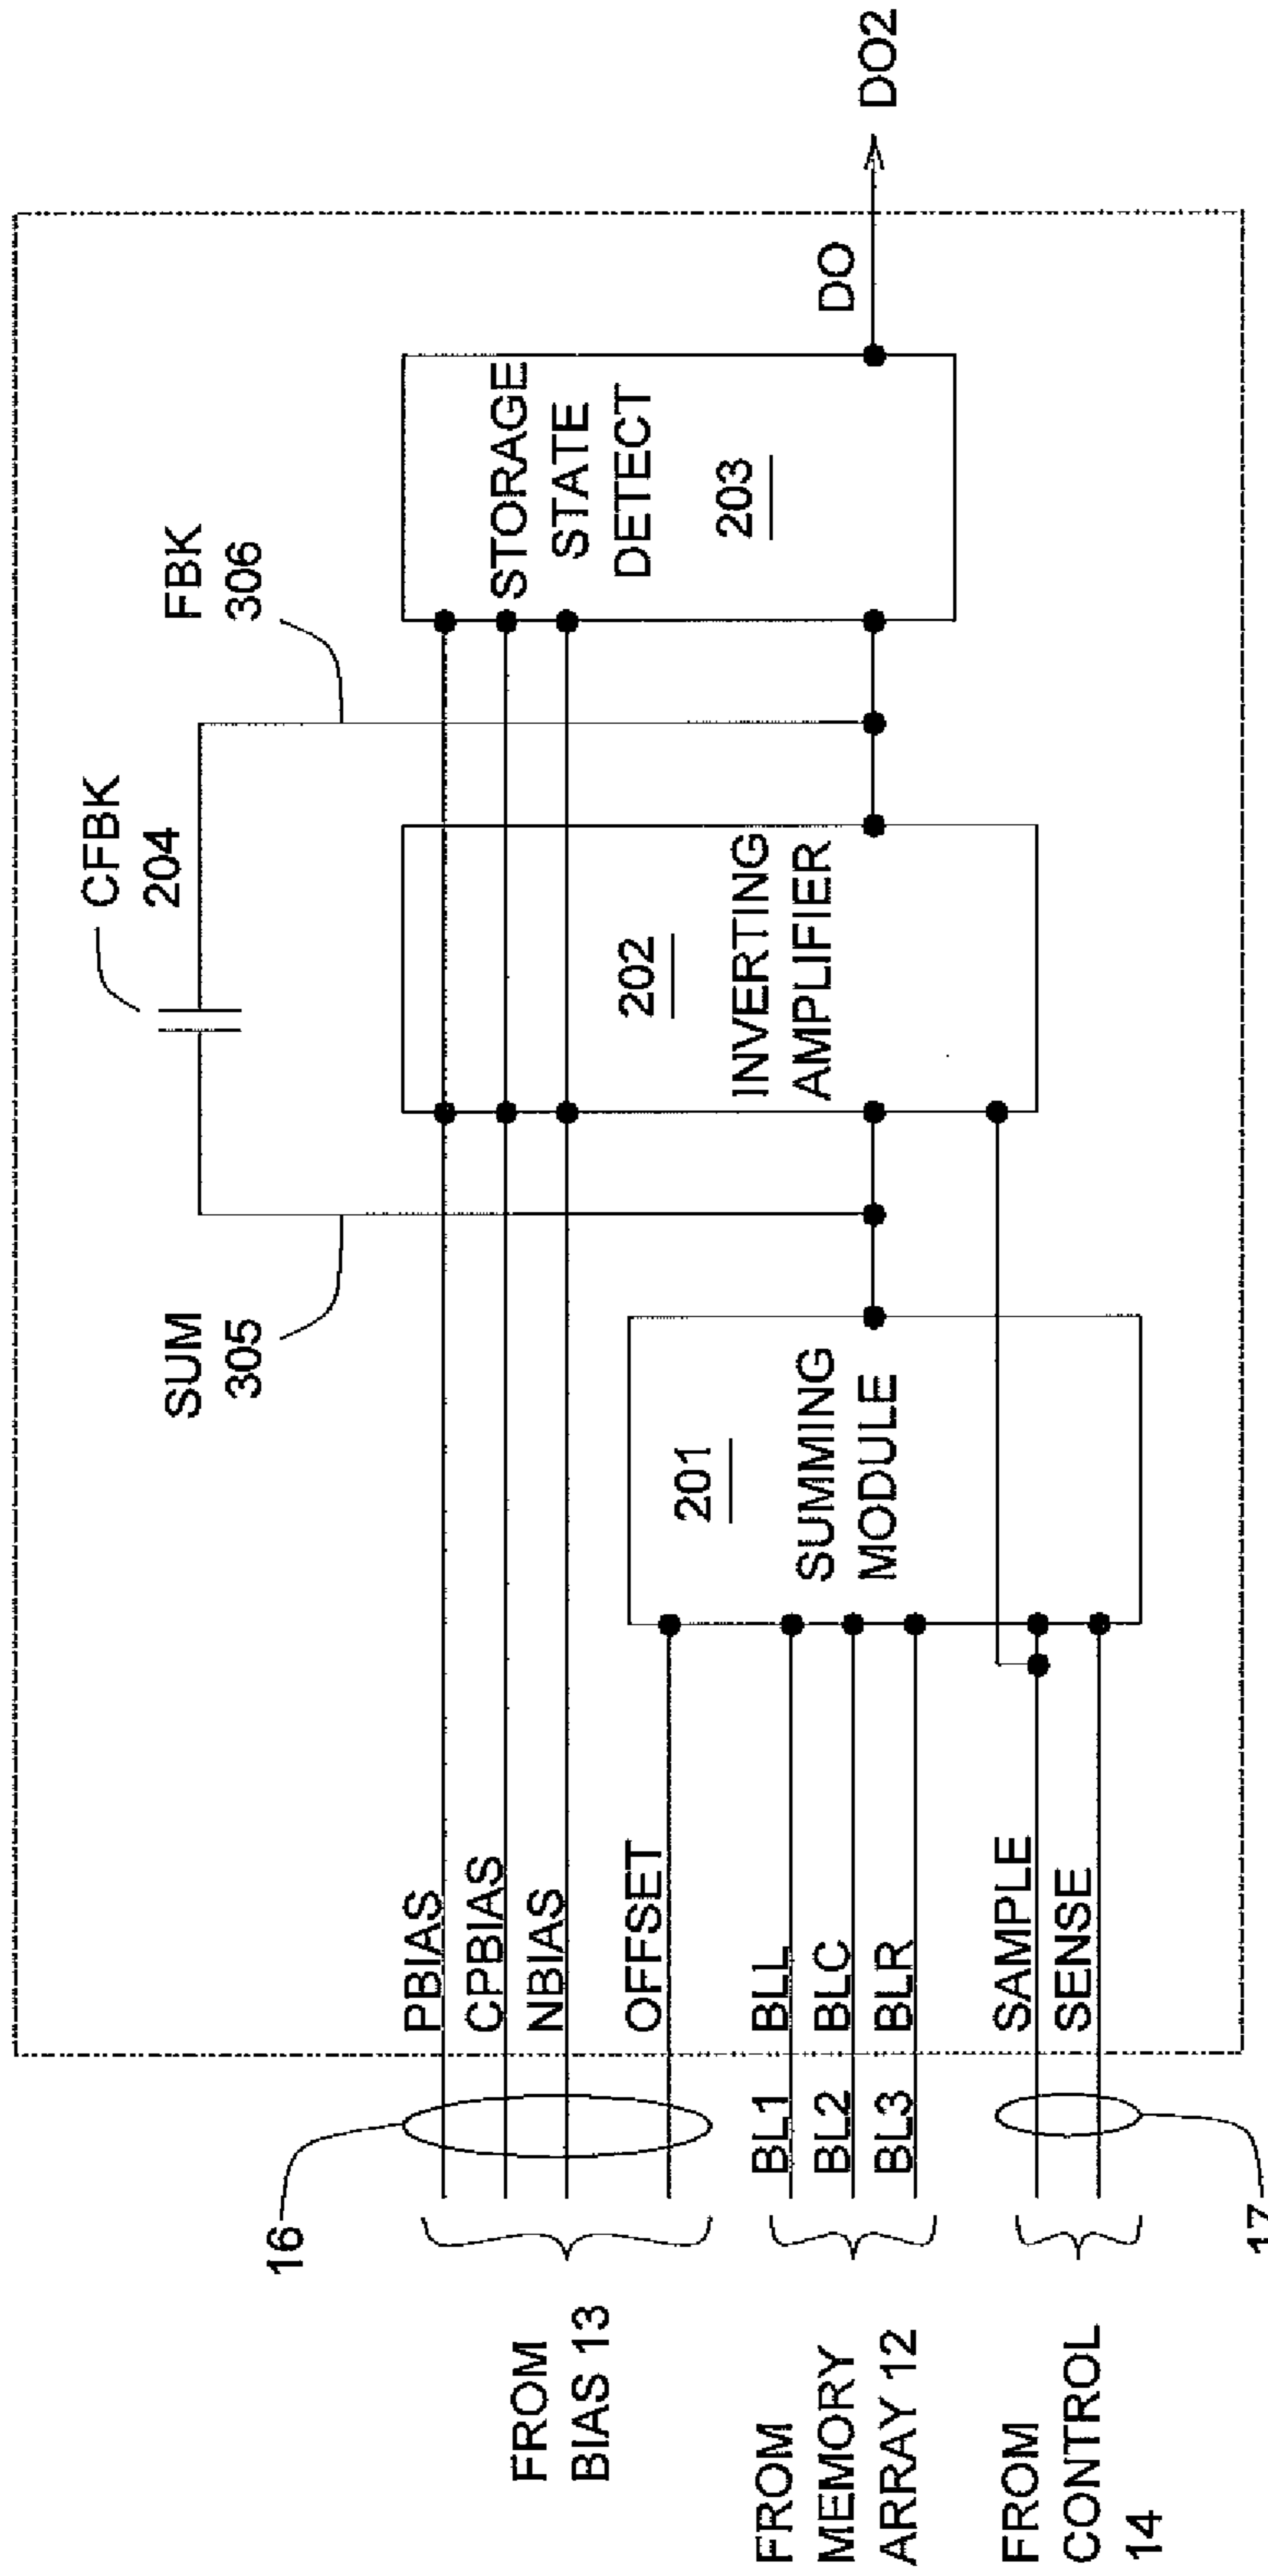 CFBK
204
SUM
305
FBK
306
16
FROM
BIAS 13
PBIAS
CPBIAS
NBIAS
OFFSET
FROM
MEMORY
ARRAY 12
BL1 BLL
BL2 BLC
BL3 BLR
FROM
CONTROL
14
SAMPLE
SENSE
17
201
SUMMING
MODULE
202
INVERTING
AMPLIFIER
STORAGE
STATE
DETECT
203
DO
DO2